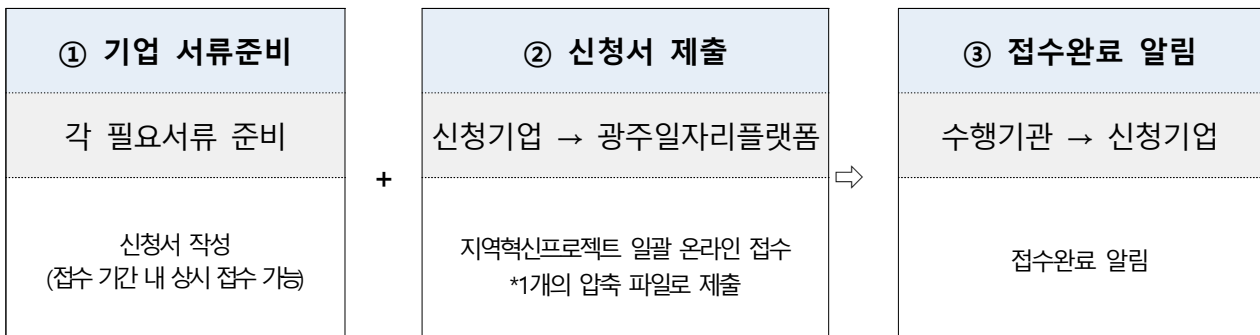 ① 기업 서류준비
각 필요서류 준비
신청서 작성
(접수 기간 내 상시 접수 가능)
+
② 신청서 제출
신청기업 → 광주일자리플랫폼
지역혁신프로젝트 일괄 온라인 접수
*1개의 압축 파일로 제출
⇨
③ 접수완료 알림
수행기관 → 신청기업
접수완료 알림